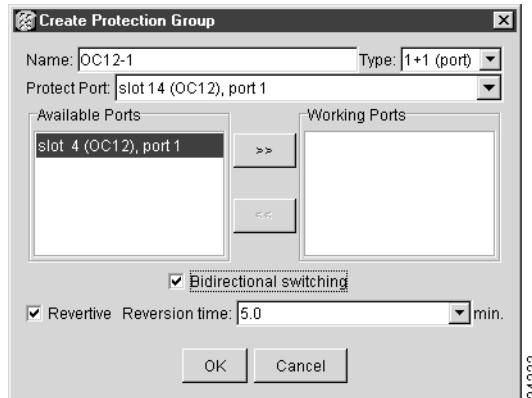 Create Protection Group
Name: OC12-1 Type: 1+1 (port)
Protect Port: slot 14 (OC12), port 1
Available Ports Working Ports
slot 4 (OC12), port 1
>>
<<
Bidirectional switching
Revertive Reversion time: 5.0 min.
OK Cancel